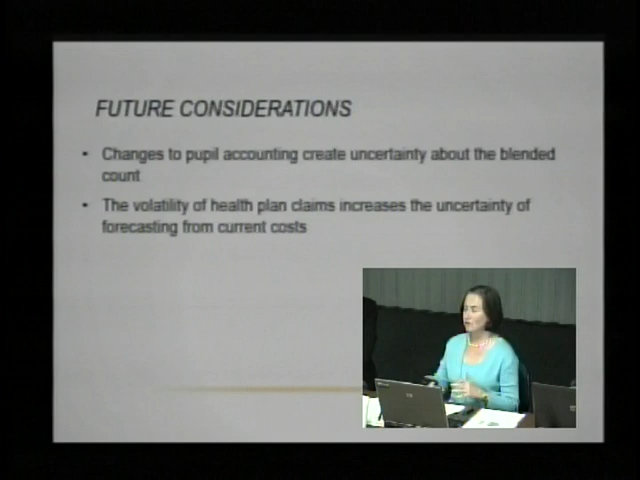 FUTURE CONSIDERATIONS
• Changes to pupil accounting create uncertainty about the blended
count
• The volatility of health plan claims increases the uncertainty of
forecasting from current costs